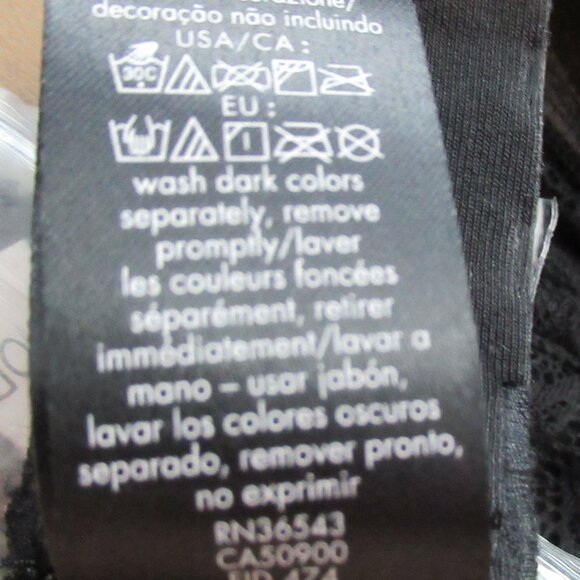 decoração não incluindo
USA/CA:
30C
EU:
wash dark colors
separately, remove
promptly/laver
les couleurs foncées
séparément, retirer
immédiatement/lavar a
mano – usar jabón,
lavar los colores oscuros
separado, remover pronto,
no exprimir
RN36543
CA50900